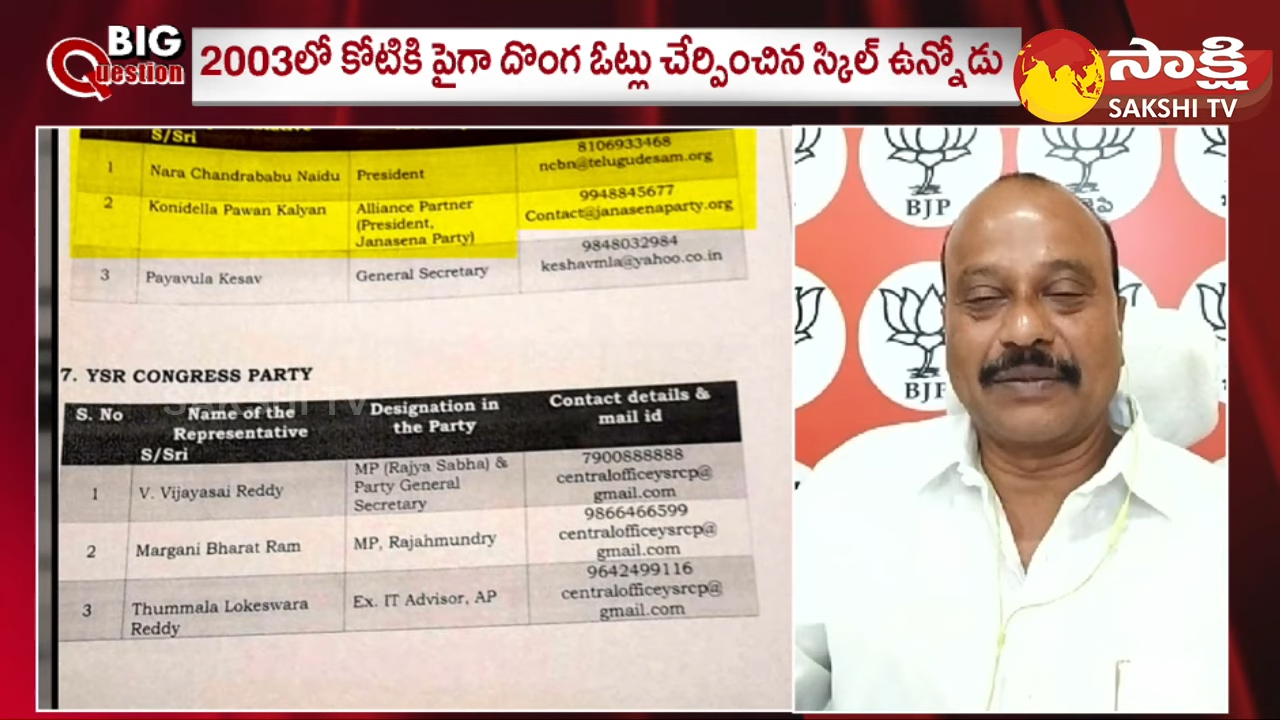 BIG
Question
2003లో కోటికి పైగా దొంగ ఓట్లు చేర్పించిన స్కిల్ ఉన్నోడు
సాక్షి
SAKSHI TV
S/Sri
1 Nara Chandrababu Naidu President 8106933468
ncbn@telugudesam.org
2 Konidella Pawan Kalyan Alliance Partner
(President,
Janasena Party) 9948845677
Contact@janasenaparty.org
3 Payavula Kesav General Secretary 9848032984
keshavmla@yahoo.co.in
7. YSR CONGRESS PARTY
SAKSHI TV
S. No Name of the
Representative
S/Sri Designation in
the Party Contact details &
mail id
1 V. Vijayasai Reddy MP (Rajya Sabha) &
Party General
Secretary 7900888888
centralofficeysrcp@
gmail.com
2 Margani Bharat Ram MP, Rajahmundry 9866466599
centralofficeysrcp@
gmail.com
3 Thummala Lokeswara
Reddy Ex. IT Advisor, AP 9642499116
centralofficeysrcp@
gmail.com
BJP
BJP